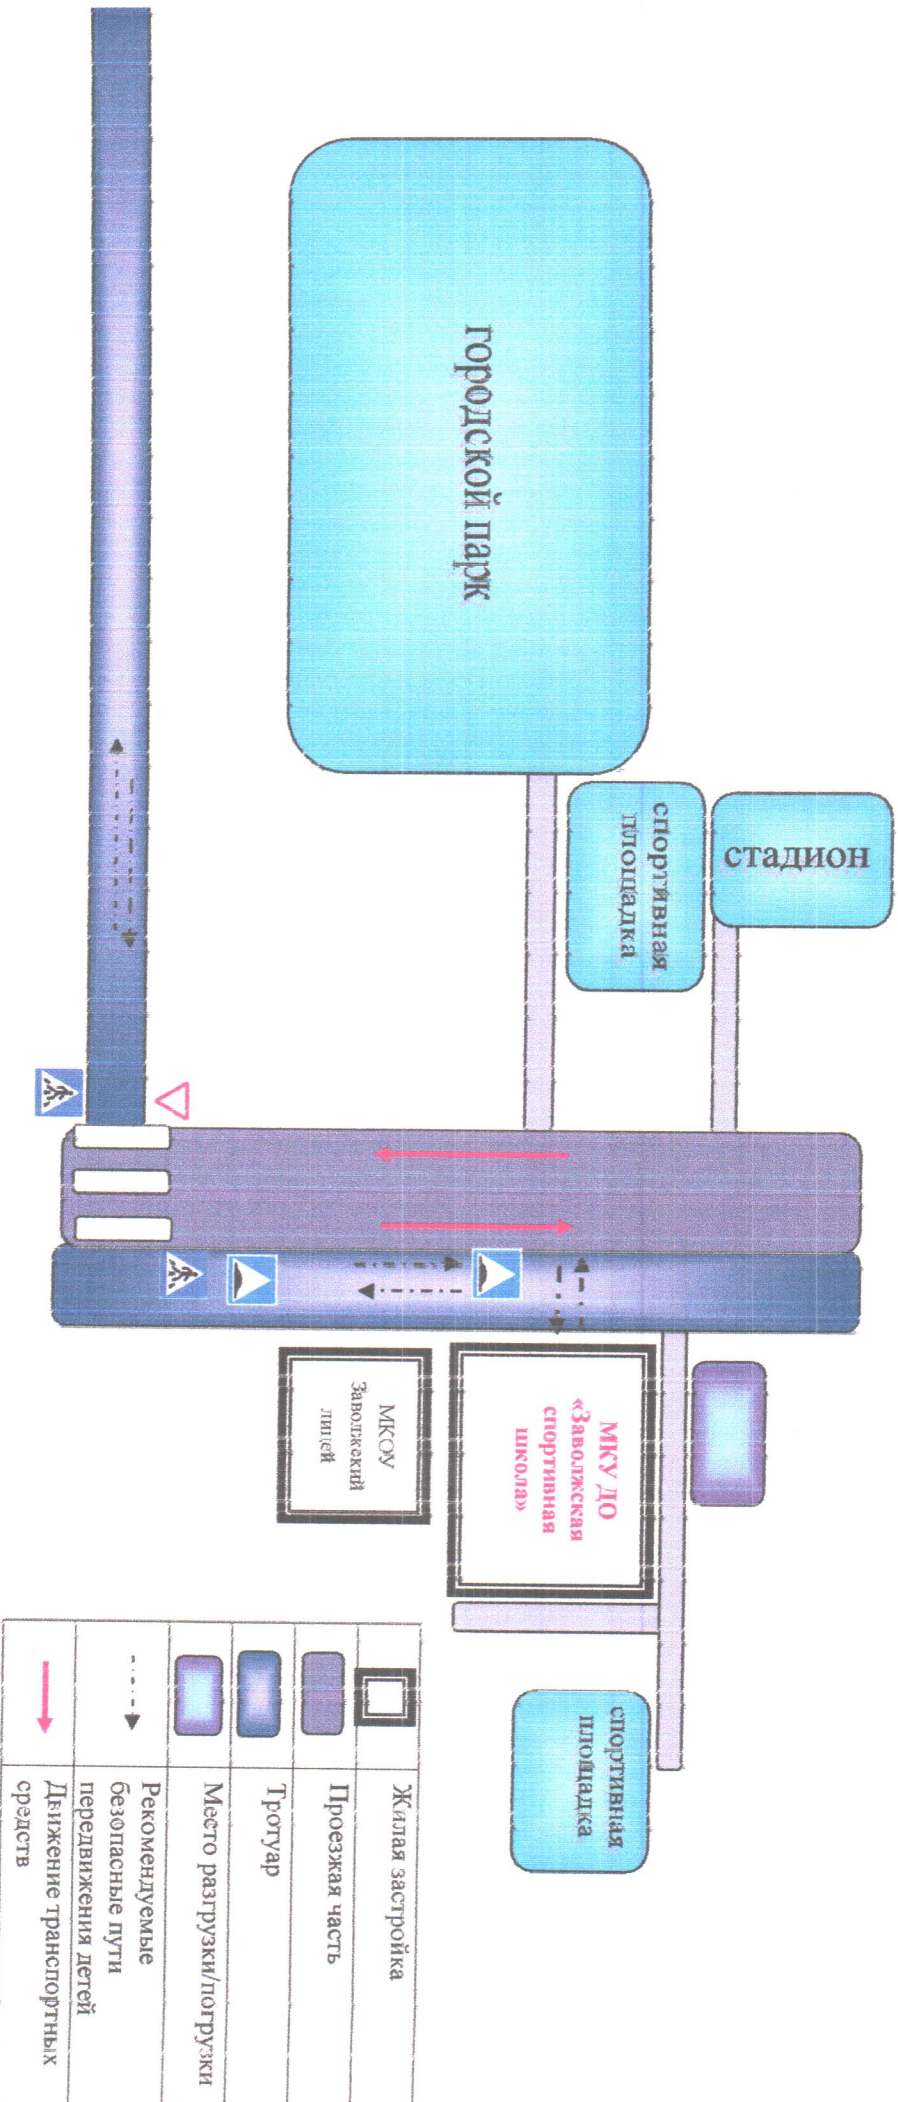 городской парк
стадион
спортивная
площадка
МКУ ДО
«Заволжская
спортивная
школа»
МКОУ
Заволжский
лицей
спортивная
площадка
Жилая застройка
Проезжая часть
Тротуар
Место разгрузки/погрузки
Рекомендуемые
безопасные пути
передвижения детей
Движение транспортных
средств